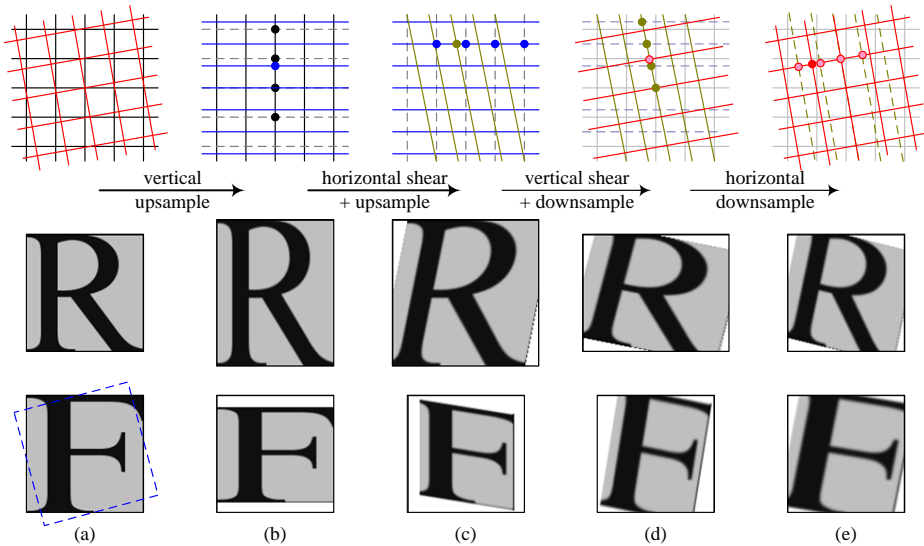 vertical
upsample
horizontal shear
+ upsample
vertical shear
+ downsample
horizontal
downsample
R R R R R
F F F F F
(a) (b) (c) (d) (e)